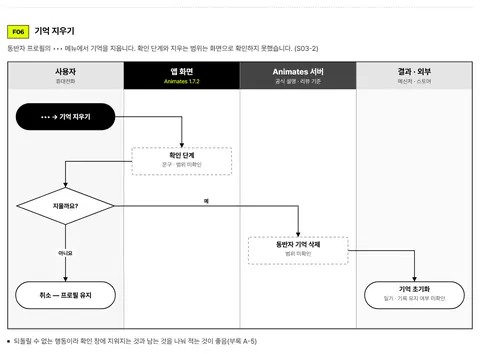 F06 기억 지우기
동반자 프로필의 ••• 메뉴에서 기억을 지웁니다. 확인 단계와 지우는 범위는 화면으로 확인하지 못했습니다. (S03-2)
사용자
휴대전화
앱 화면
Animates 1.7.2
Animates 서버
공식 설명 · 리뷰 기준
결과 · 외부
메신저 · 스토어
••• → 기억 지우기
확인 단계
문구 · 범위 미확인
지울까요?
예
아니요
동반자 기억 삭제
범위 미확인
취소 — 프로필 유지
기억 초기화
일기 · 기록 유지 여부 미확인
되돌릴 수 없는 행동이라 확인 창에 지워지는 것과 남는 것을 나눠 적는 것이 좋음(부록 A-5)